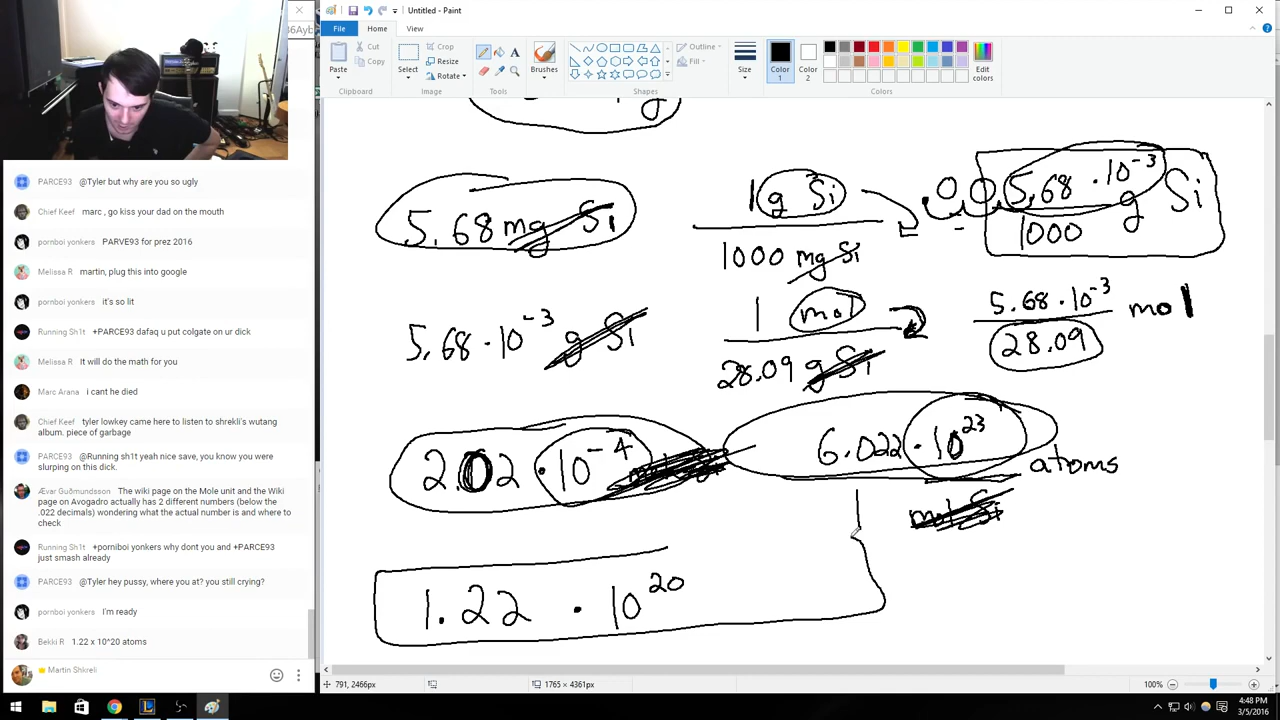 Untitled - Paint
86Ayb
File Home View
Paste Cut Copy Clipboard
Select Crop Resize Rotate Image
A Tools
Brushes
Outline Fill Shapes
Size
Color 1 Color 2 Edit colors Colors
PARCE93 @Tyler but why are you so ugly
Chief Keef marc , go kiss your dad on the mouth
pornboi yonkers PARVE93 for prez 2016
Melissa R martin, plug this into google
pornboi yonkers it's so lit
Running Sh1t +PARCE93 dafaq u put colgate on ur dick
Melissa R It will do the math for you
Marc Arana i cant he died
Chief Keef tyler lowkey came here to listen to shrekli's wutang
album. piece of garbage
PARCE93 @Running sh1t yeah nice save, you know you were
slurping on this dick.
Ævar Guðmundsson The wiki page on the Mole unit and the Wiki
page on Avogadro actually has 2 different numbers (below the
.022 decimals) wondering what the actual number is and where to
check
Running Sh1t +porniboi yonkers why dont you and +PARCE93
just smash already
PARCE93 @Tyler hey pussy, where you at? you still crying?
pornboi yonkers I'm ready
Bekki R 1.22 x 10^20 atoms
Martin Shkreli
g
5.68 mg Si 1g Si 0 0 5.68 · 10⁻³ g Si
1000 mg Si 1000
5.68 · 10⁻³ g Si 1 mol 5.68 · 10⁻³ mol
28.09 g Si 28.09
2.02 · 10⁻⁴ 6.022 · 10²³ atoms
mol Si
1.22 · 10²⁰
791, 2466px 1765 × 4361px 100%
4:48 PM
3/5/2016